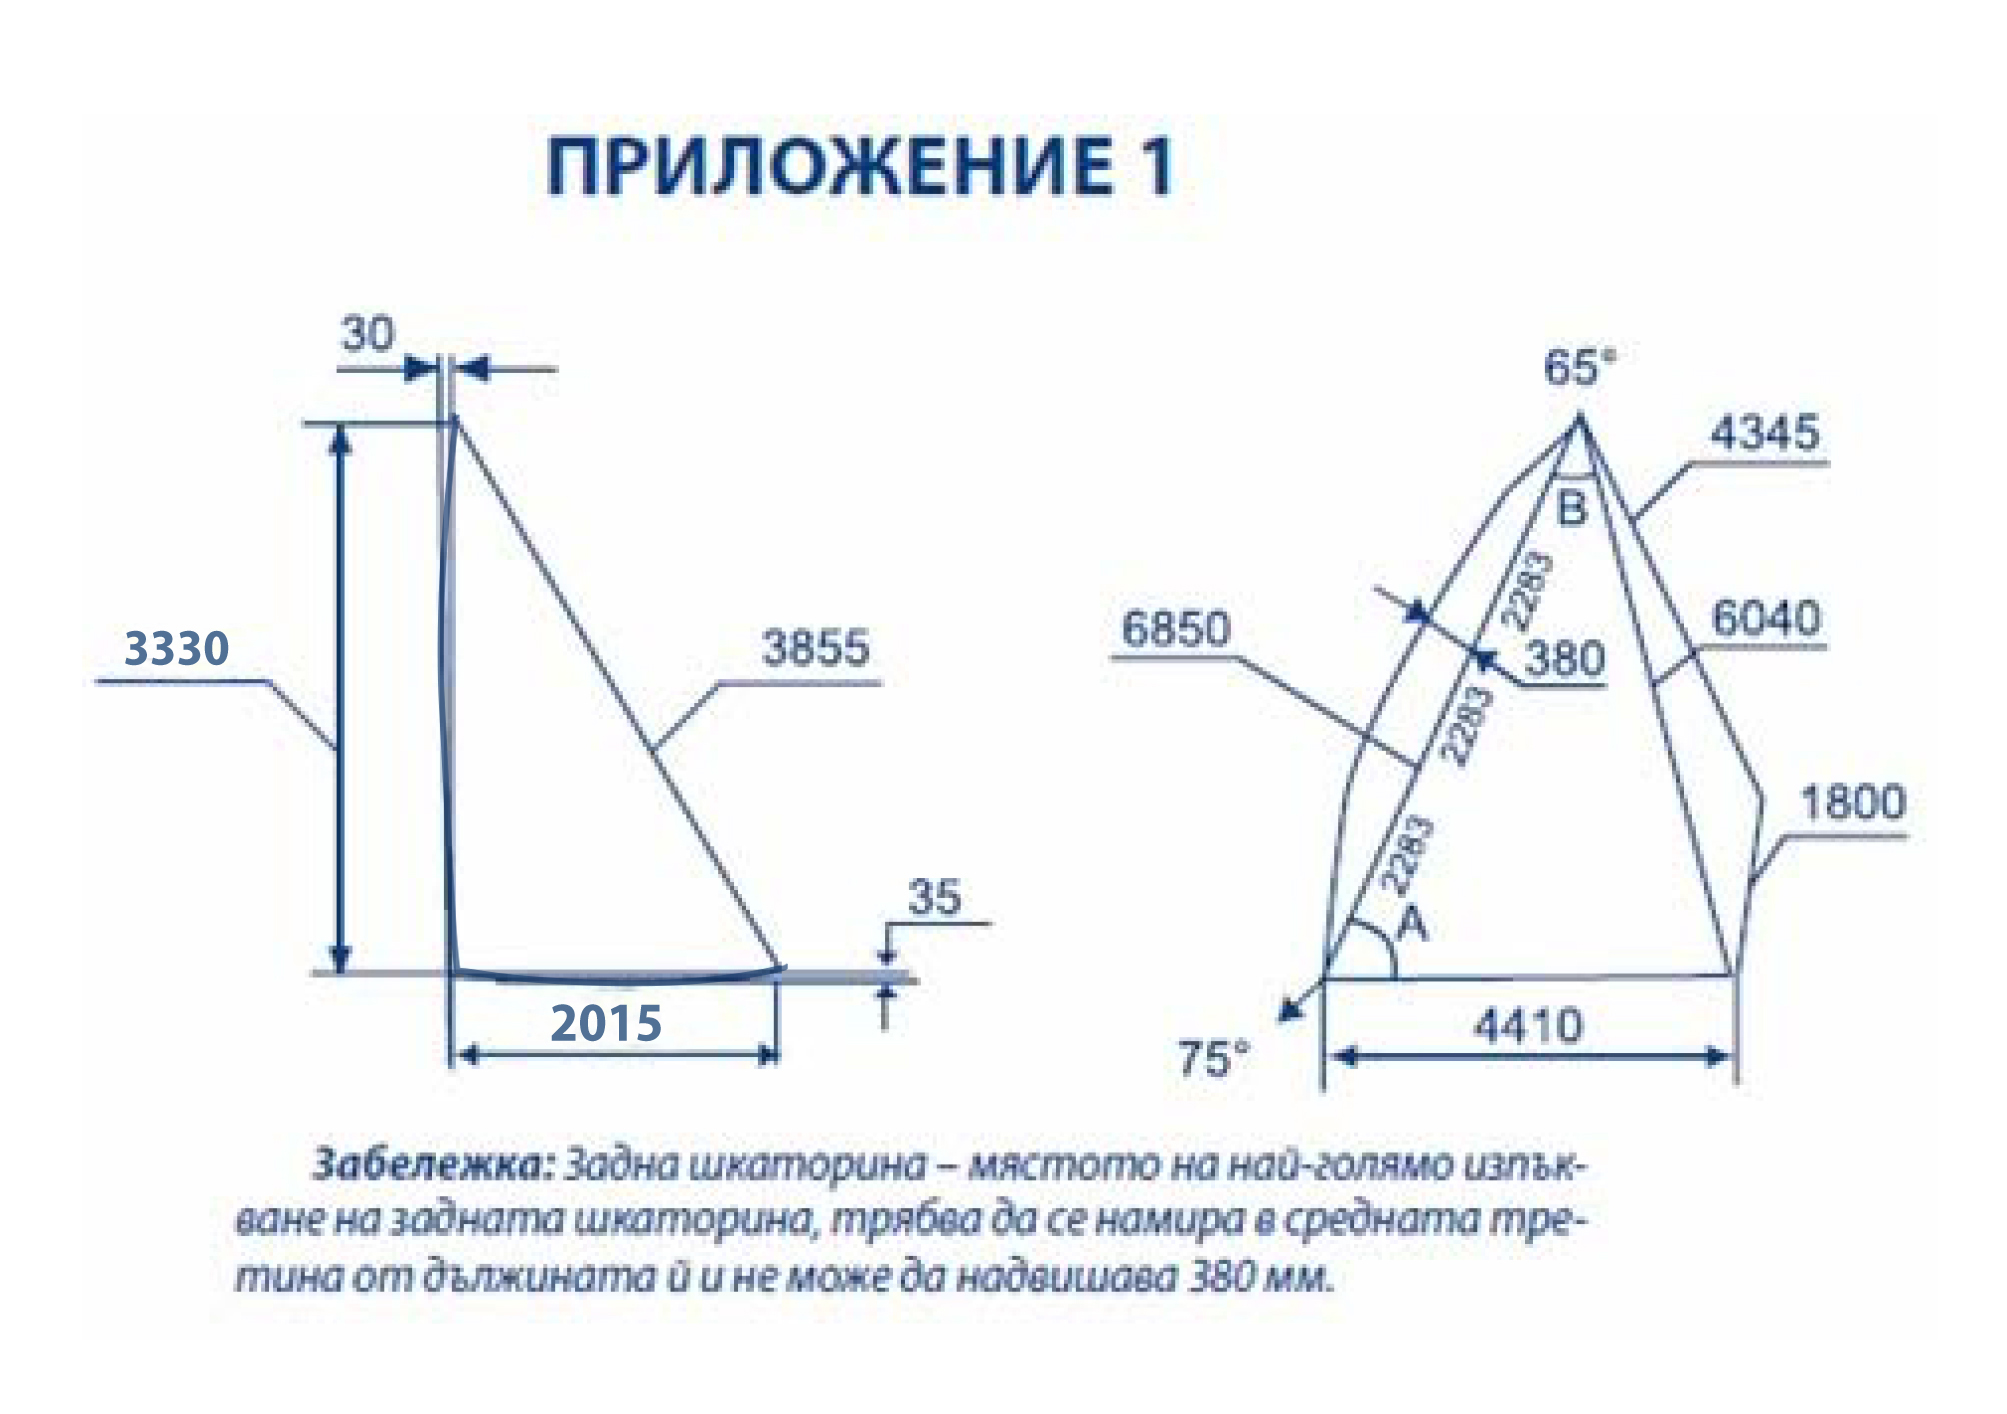 ПРИЛОЖЕНИЕ 1
30
3330
3855
35
2015
65°
4345
B
2283
6850
380
6040
2283
1800
2283
A
4410
75°
Забележка: Задна шкаторина – мястото на най-голямо изпък-
ване на задната шкаторина, трябва да се намира в средната тре-
тина от дължината ѝ и не може да надвишава 380 мм.